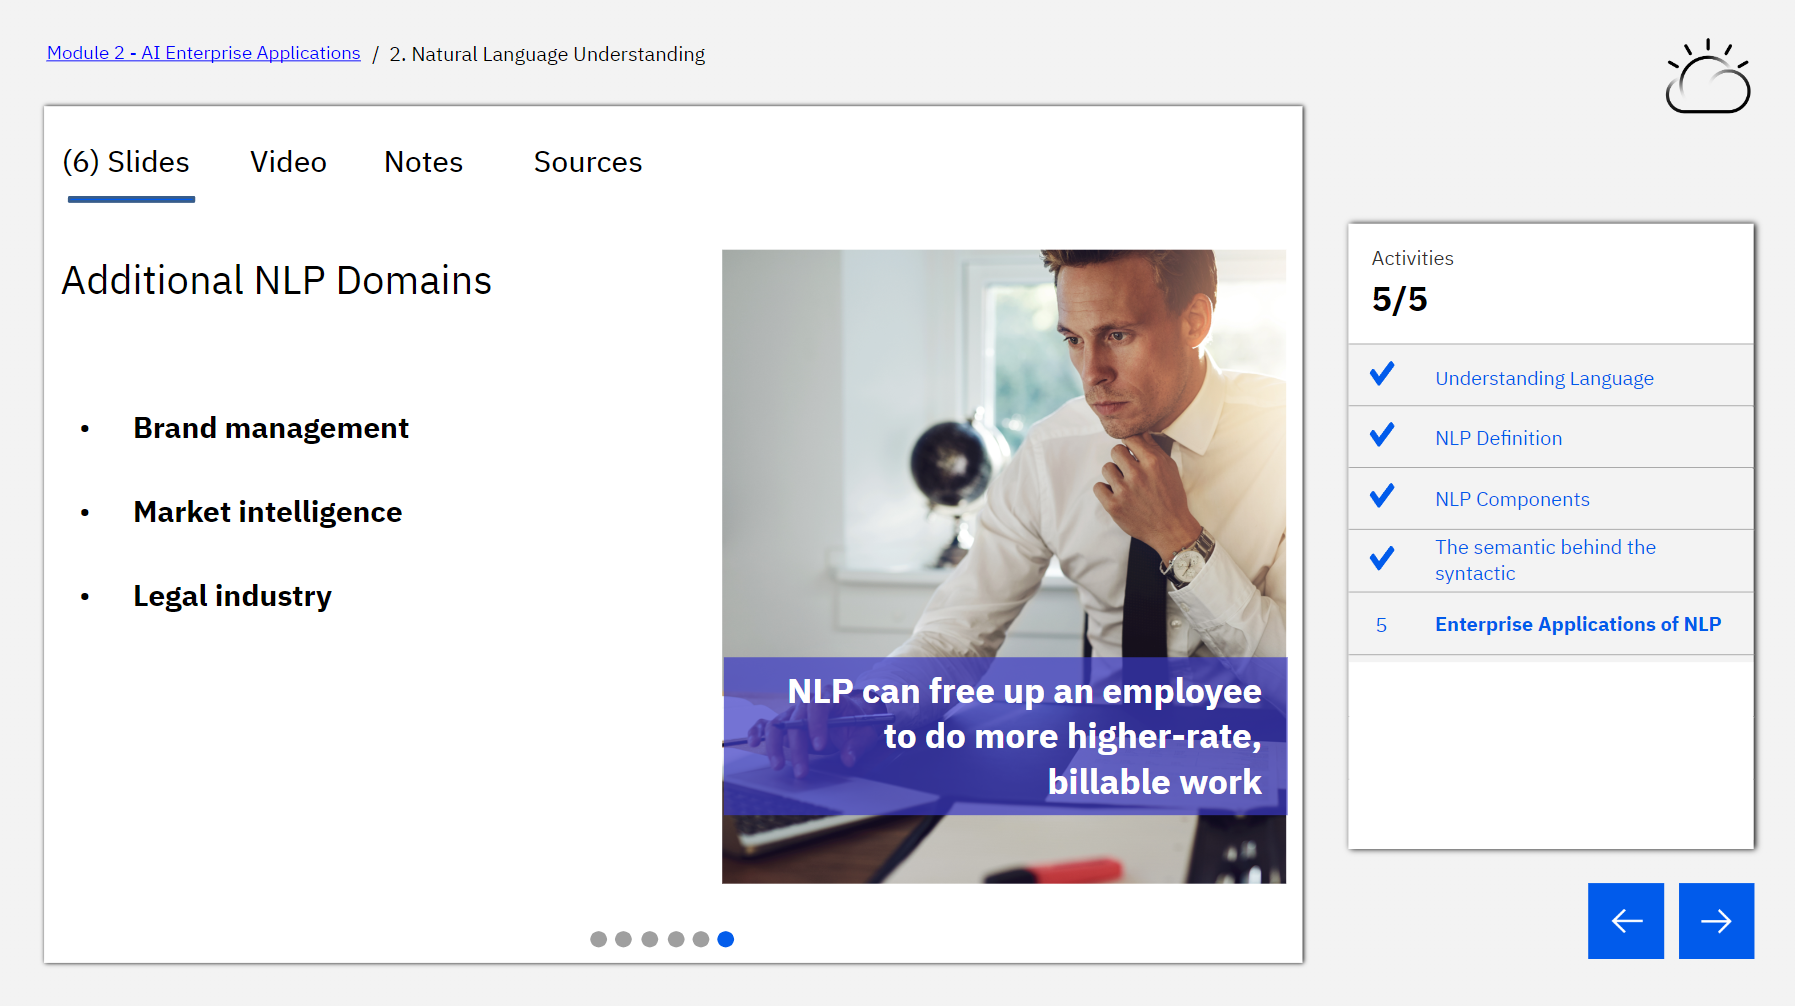 Module 2 - AI Enterprise Applications / 2. Natural Language Understanding
(6) Slides Video Notes Sources
Additional NLP Domains
• Brand management
• Market intelligence
• Legal industry
NLP can free up an employee
to do more higher-rate,
billable work
Activities
5/5
Understanding Language
NLP Definition
NLP Components
The semantic behind the
syntactic
5 Enterprise Applications of NLP